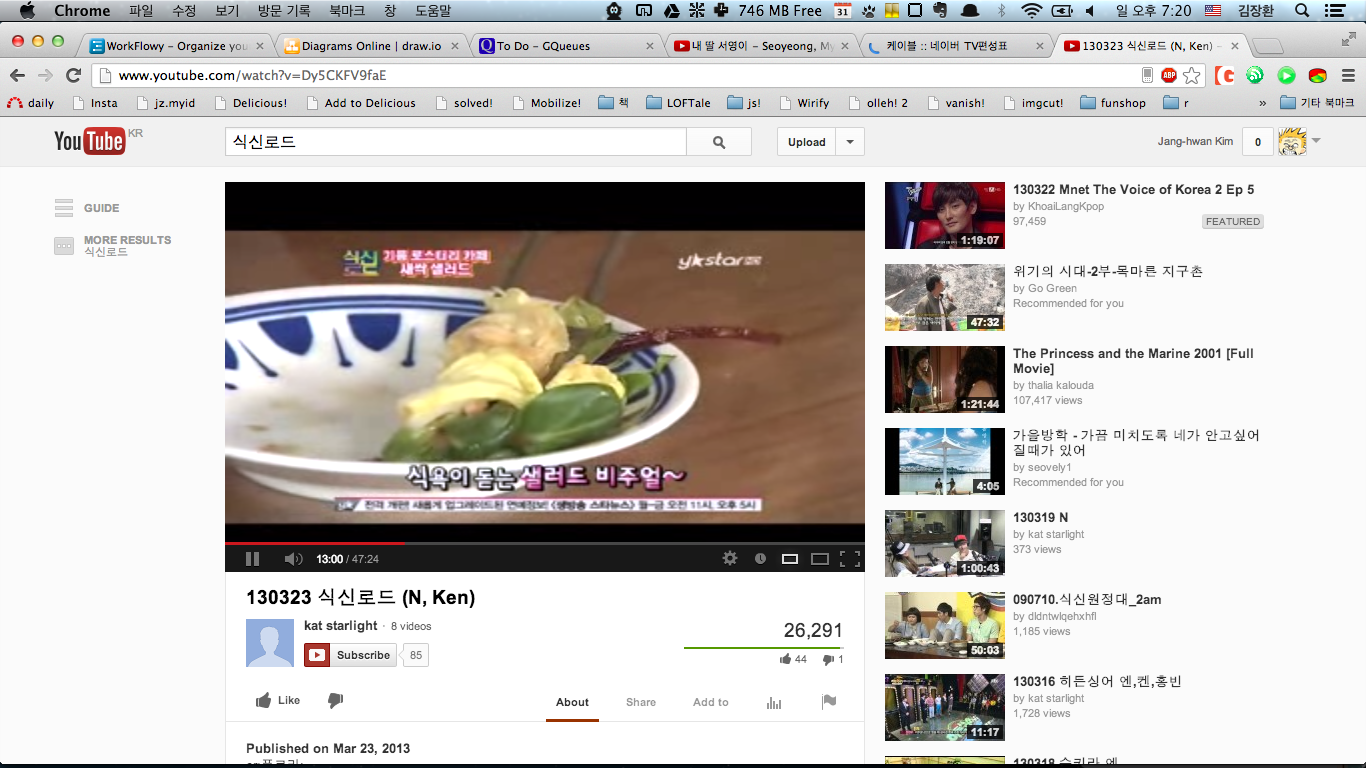 Chrome 파일 수정 보기 방문 기록 북마크 창 도움말 746 MB Free 31 일 오후 7:20 김장환
WorkFlowy – Organize you
Diagrams Online | draw.io
To Do – GQueues
내 딸 서영이 – Seoyeong, My
케이블 :: 네이버 TV편성표
130323 식신로드 (N, Ken) –
www.youtube.com/watch?v=Dy5CKFV9faE
ABP
daily Insta jz.myid Delicious! Add to Delicious solved! Mobilize! 책 LOFTale js! Wirify olleh! 2 vanish! imgcut! funshop r » 기타 북마크
YouTube KR
식신로드
Upload
Jang-hwan Kim 0
GUIDE
MORE RESULTS
식신로드
식신로드
기름 로스터리 카페
새싹 샐러드
y★star HD
식욕이 돋는 샐러드 비주얼~
전격 개편! 새롭게 업그레이드된 연예정보! <생방송 스타뉴스> 월~금 오전 11시, 오후 5시
13:00 / 47:24
130323 식신로드 (N, Ken)
kat starlight · 8 videos
Subscribe 85
26,291
44 1
Like
About Share Add to
Published on Mar 23, 2013
130322 Mnet The Voice of Korea 2 Ep 5
by KhoaiLangKpop
97,459
FEATURED
1:19:07
위기의 시대-2부-목마른 지구촌
by Go Green
Recommended for you
47:32
The Princess and the Marine 2001 [Full
Movie]
by thalia kalouda
107,417 views
1:21:44
가을방학 - 가끔 미치도록 네가 안고싶어
질때가 있어
by seovely1
Recommended for you
4:05
130319 N
by kat starlight
373 views
1:00:43
090710.식신원정대_2am
by dldntwlqehxhfl
1,185 views
50:03
130316 히든싱어 엔,켄,홍빈
by kat starlight
1,728 views
11:17
130318 슈키라 엔